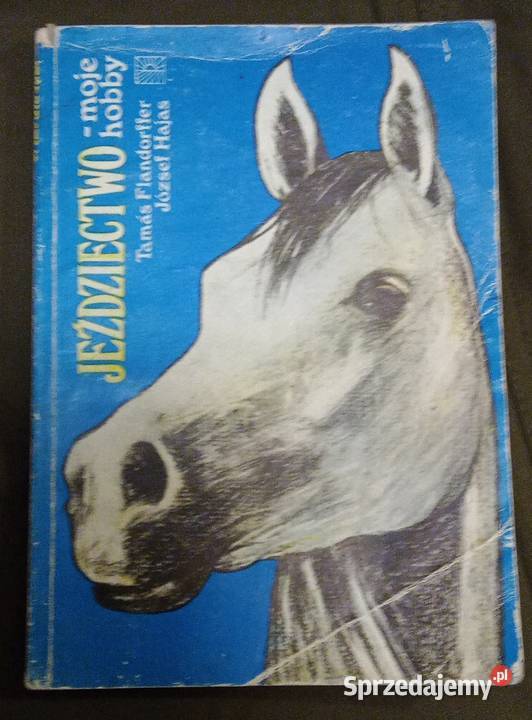 JEŹDZIECTWO
- moje
hobby
Tamás Flandorffer
József Hajas
Sprzedajemy.pl